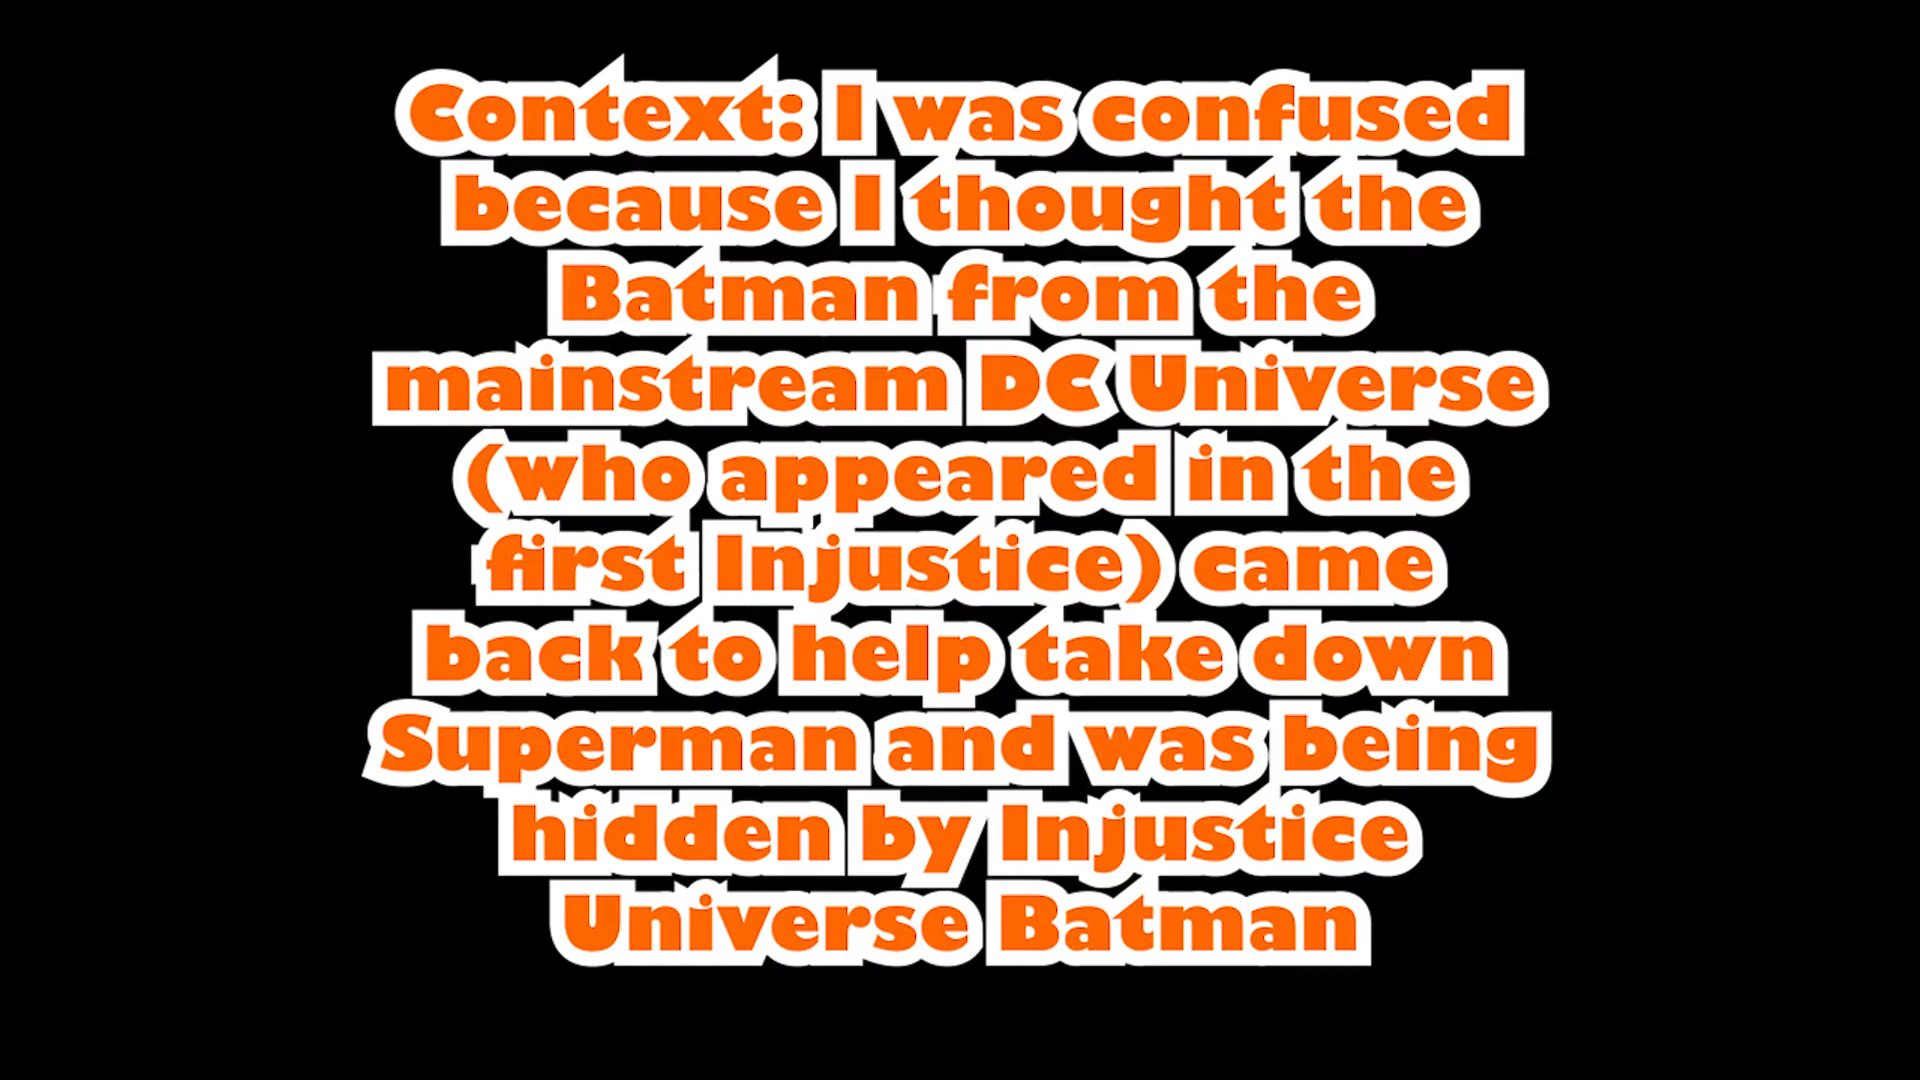 Context: I was confused
because I thought the
Batman from the
mainstream DC Universe
(who appeared in the
first Injustice) came
back to help take down
Superman and was being
hidden by Injustice
Universe Batman